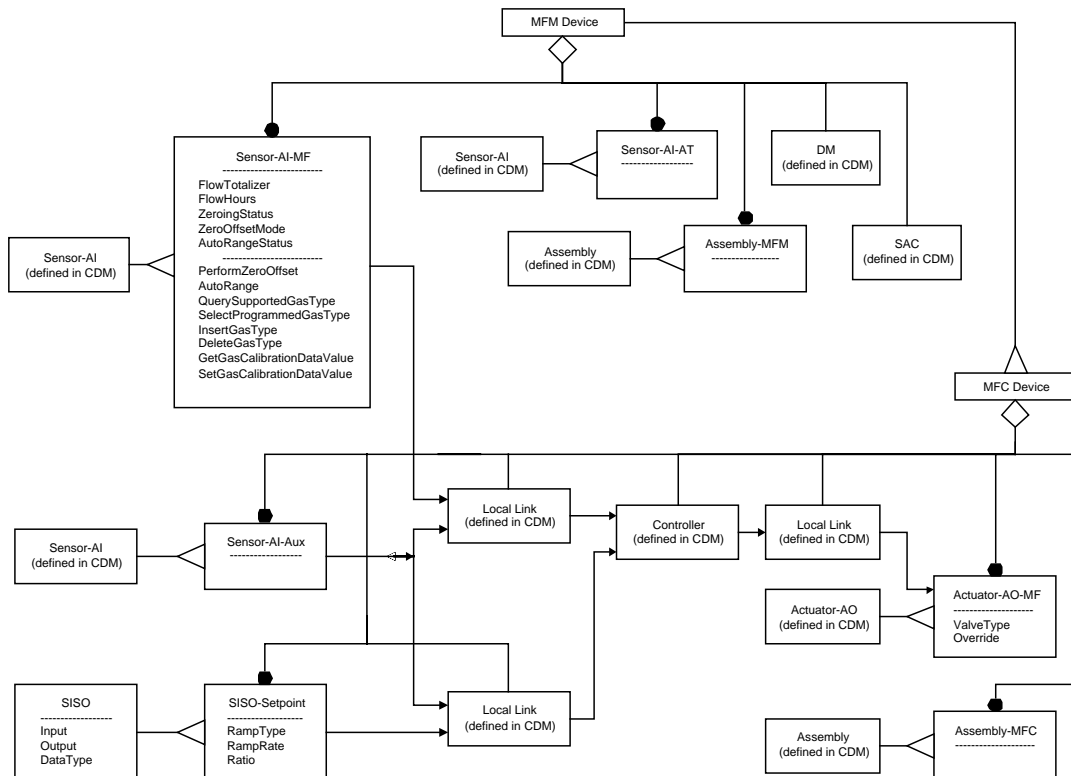 MFM Device
Sensor-AI-MF
-------------------------
FlowTotalizer
FlowHours
ZeroingStatus
ZeroOffsetMode
AutoRangeStatus
-------------------------
PerformZeroOffset
AutoRange
QuerySupportedGasType
SelectProgrammedGasType
InsertGasType
DeleteGasType
GetGasCalibrationDataValue
SetGasCalibrationDataValue
Sensor-AI
(defined in CDM)
Sensor-AI
(defined in CDM)
Sensor-AI-AT
------------------
DM
(defined in CDM)
Assembly
(defined in CDM)
Assembly-MFM
-----------------
SAC
(defined in CDM)
MFC Device
Sensor-AI
(defined in CDM)
Sensor-AI-Aux
------------------
Local Link
(defined in CDM)
Controller
(defined in CDM)
Local Link
(defined in CDM)
Actuator-AO
(defined in CDM)
Actuator-AO-MF
--------------------
ValveType
Override
SISO
------------------
Input
Output
DataType
SISO-Setpoint
-------------------
RampType
RampRate
Ratio
Local Link
(defined in CDM)
Assembly
(defined in CDM)
Assembly-MFC
--------------------